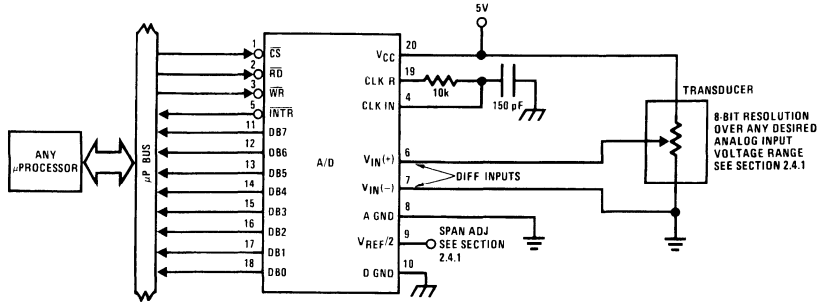 5V
1
CS
2
RD
3
WR
5
INTR
11
DB7
12
DB6
13
DB5
14
DB4
15
DB3
16
DB2
17
DB1
18
DB0
ANY
μPROCESSOR
μP BUS
A/D
20
VCC
19
CLK R
10k
4
CLK IN
150 pF
6
VIN(+)
DIFF INPUTS
7
VIN(−)
8
A GND
9
VREF/2
SPAN ADJ
SEE SECTION
2.4.1
10
D GND
TRANSDUCER
8-BIT RESOLUTION
OVER ANY DESIRED
ANALOG INPUT
VOLTAGE RANGE
SEE SECTION 2.4.1